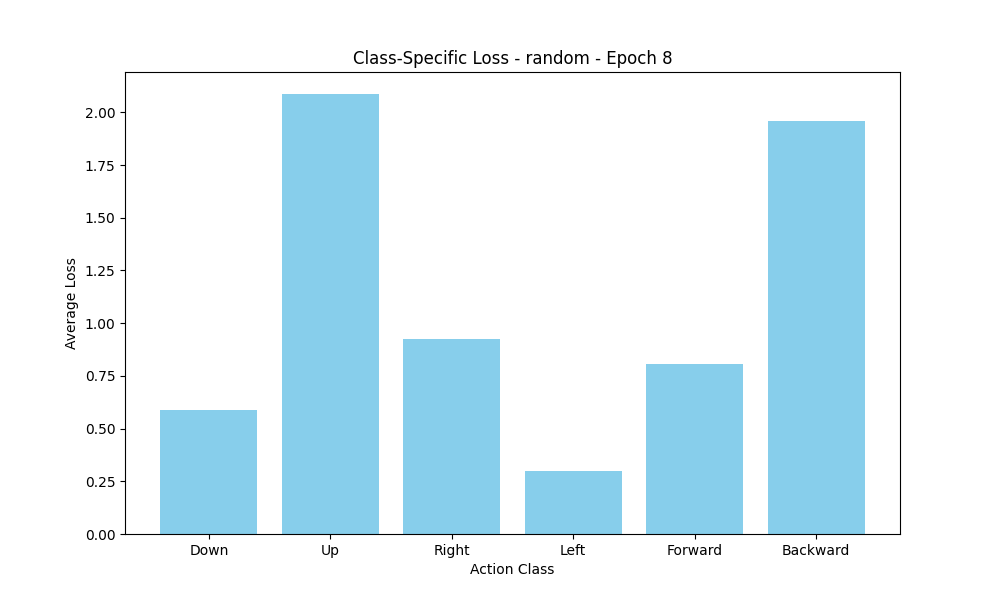 Class-Specific Loss - random - Epoch 8
2.00
1.75
1.50
1.25
1.00
0.75
0.50
0.25
0.00
Average Loss
Down Up Right Left Forward Backward
Action Class